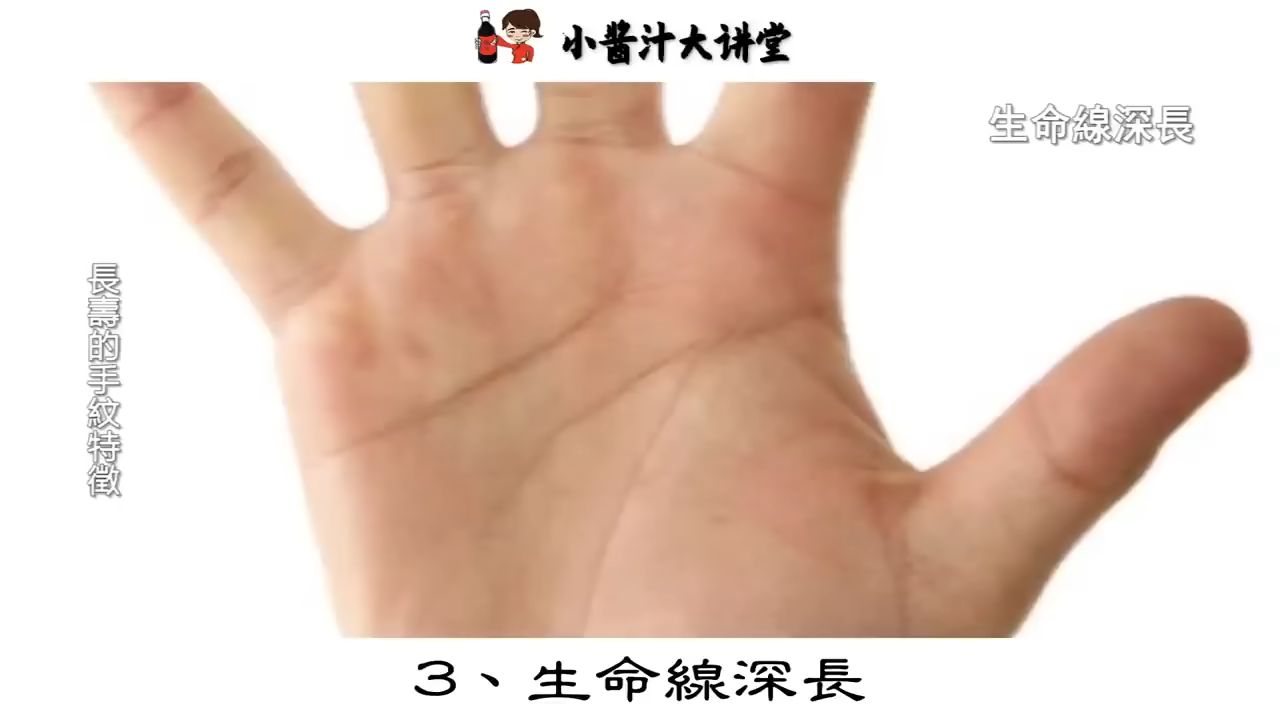 小醬汁大讲堂
生命線深長
長壽的手紋特徵
3、生命線深長